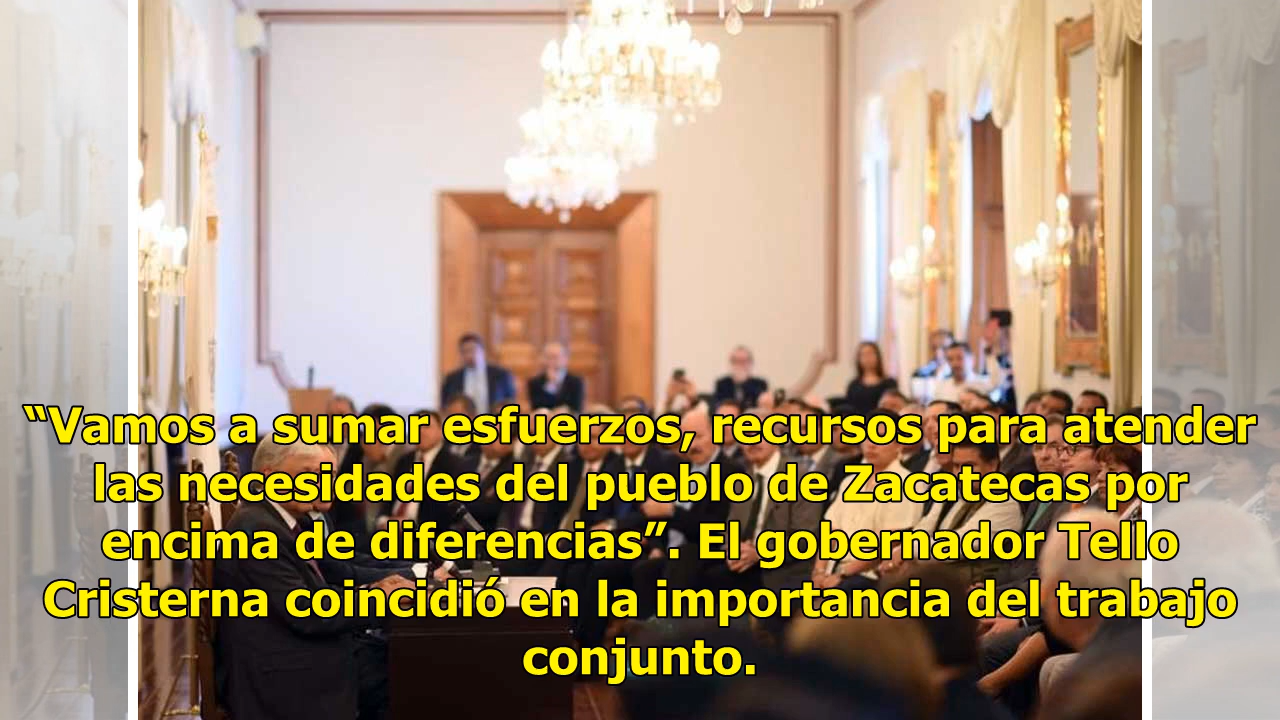 “Vamos a sumar esfuerzos, recursos para atender
las necesidades del pueblo de Zacatecas por
encima de diferencias”. El gobernador Tello
Cristerna coincidió en la importancia del trabajo
conjunto.